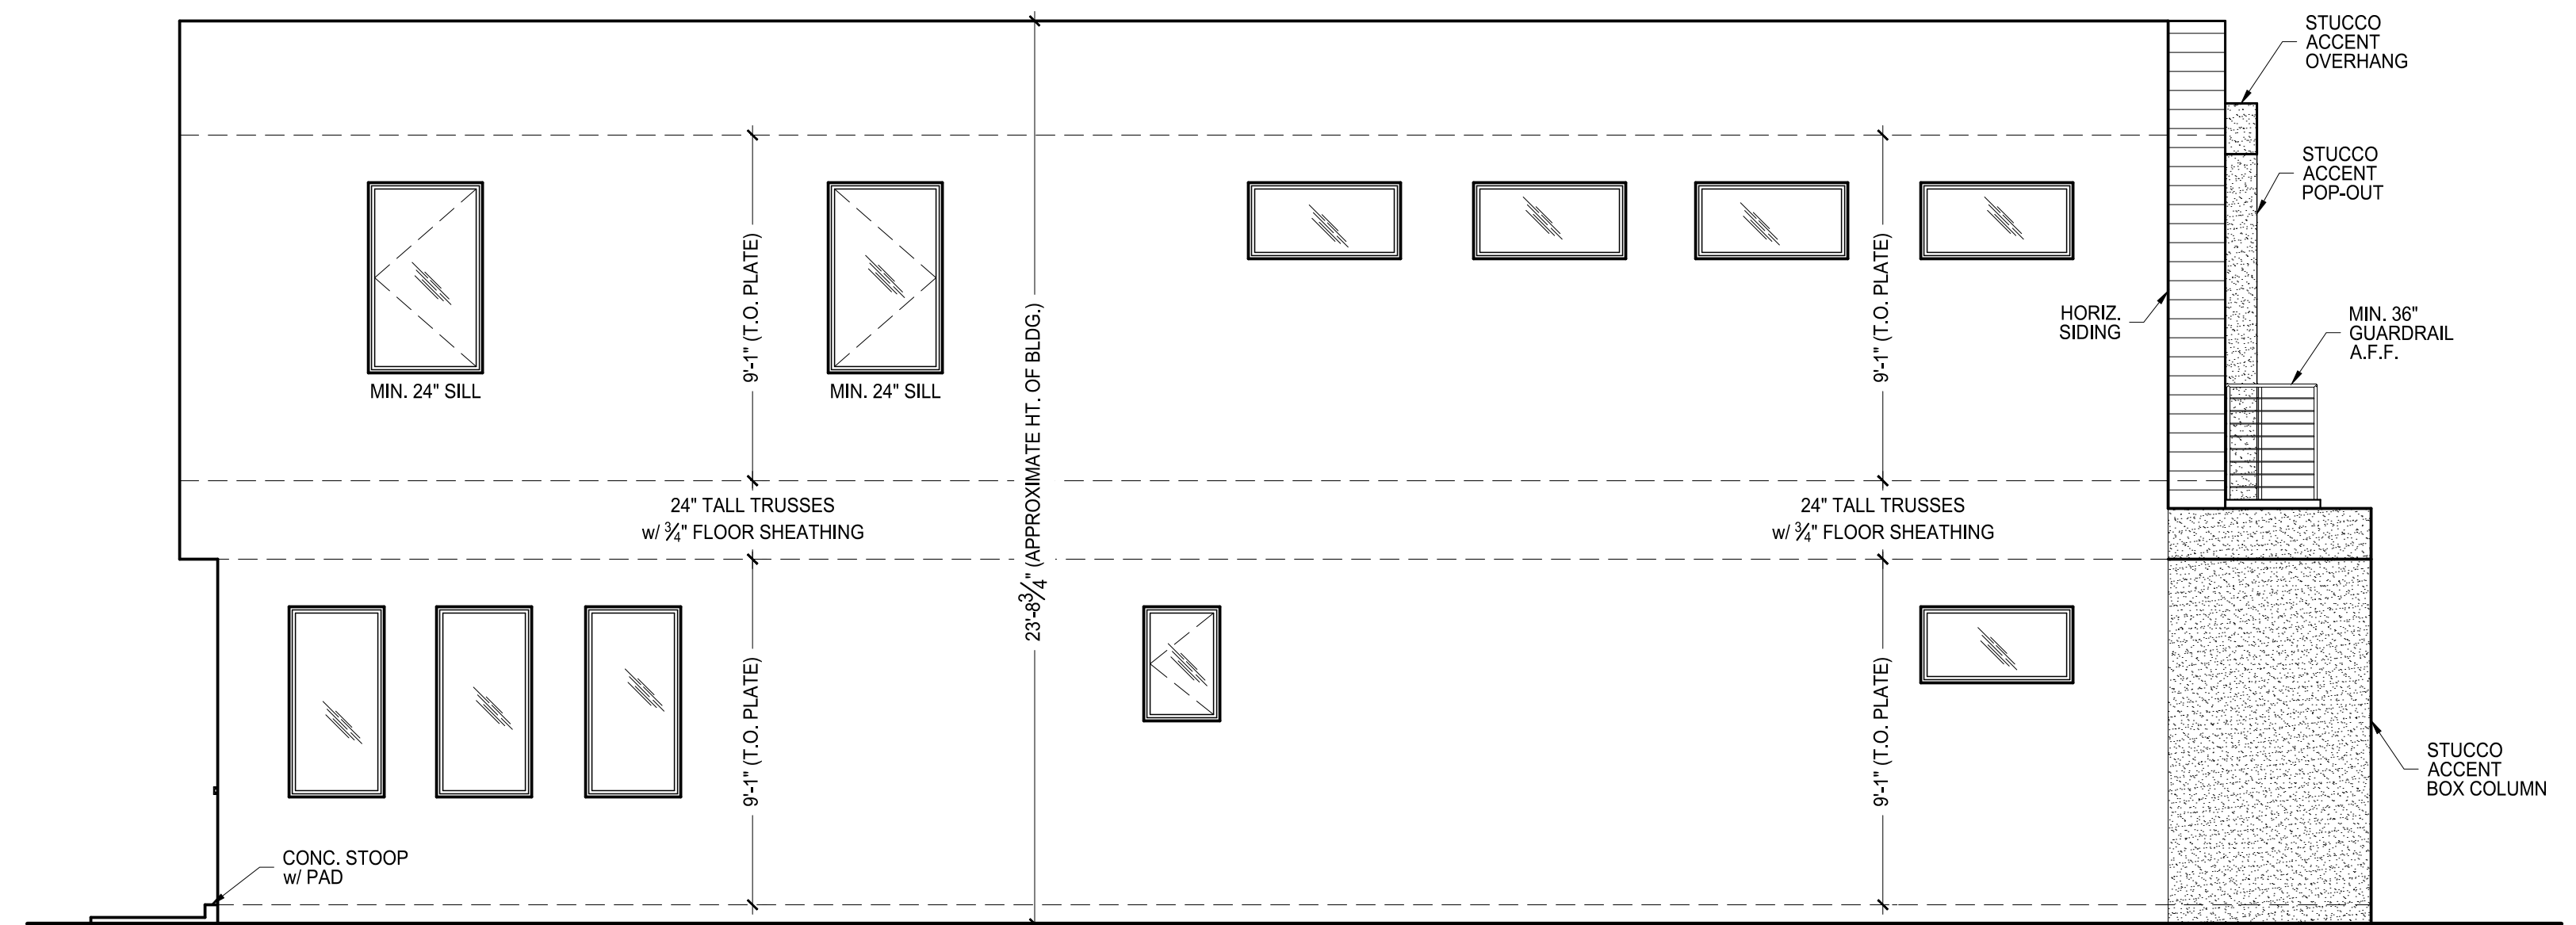 STUCCO
ACCENT
OVERHANG
STUCCO
ACCENT
POP-OUT
9'-1" (T.O. PLATE)
23'-8¾" (APPROXIMATE HT. OF BLDG.)
9'-1" (T.O. PLATE)
HORIZ.
SIDING
MIN. 36"
GUARDRAIL
A.F.F.
MIN. 24" SILL
MIN. 24" SILL
24" TALL TRUSSES
w/ ¾" FLOOR SHEATHING
24" TALL TRUSSES
w/ ¾" FLOOR SHEATHING
9'-1" (T.O. PLATE)
9'-1" (T.O. PLATE)
STUCCO
ACCENT
BOX COLUMN
CONC. STOOP
w/ PAD